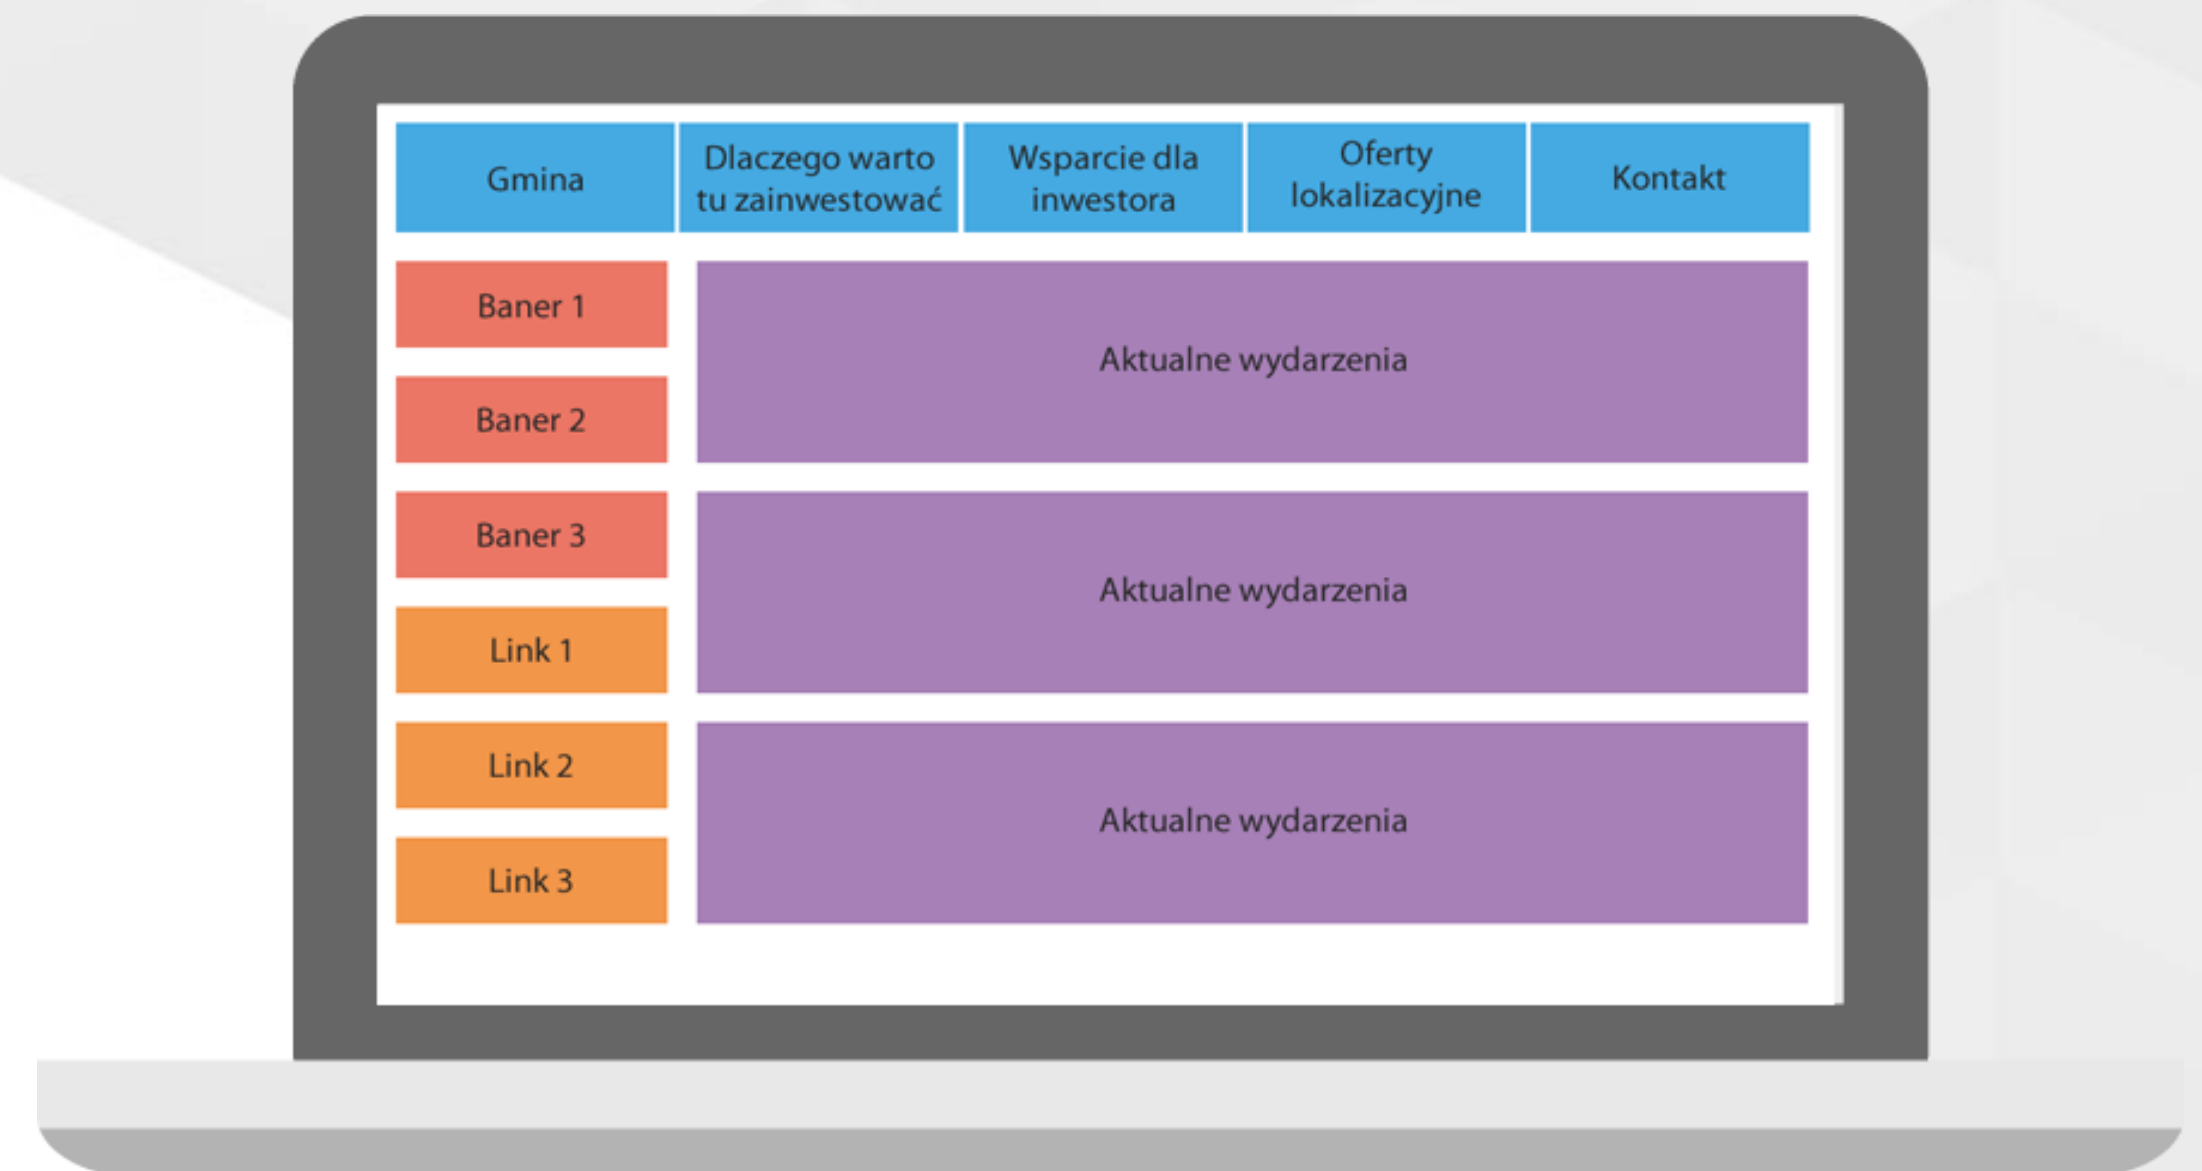 Gmina
Dlaczego warto
tu zainwestować
Wsparcie dla
inwestora
Oferty
lokalizacyjne
Kontakt
Baner 1
Baner 2
Baner 3
Link 1
Link 2
Link 3
Aktualne wydarzenia
Aktualne wydarzenia
Aktualne wydarzenia